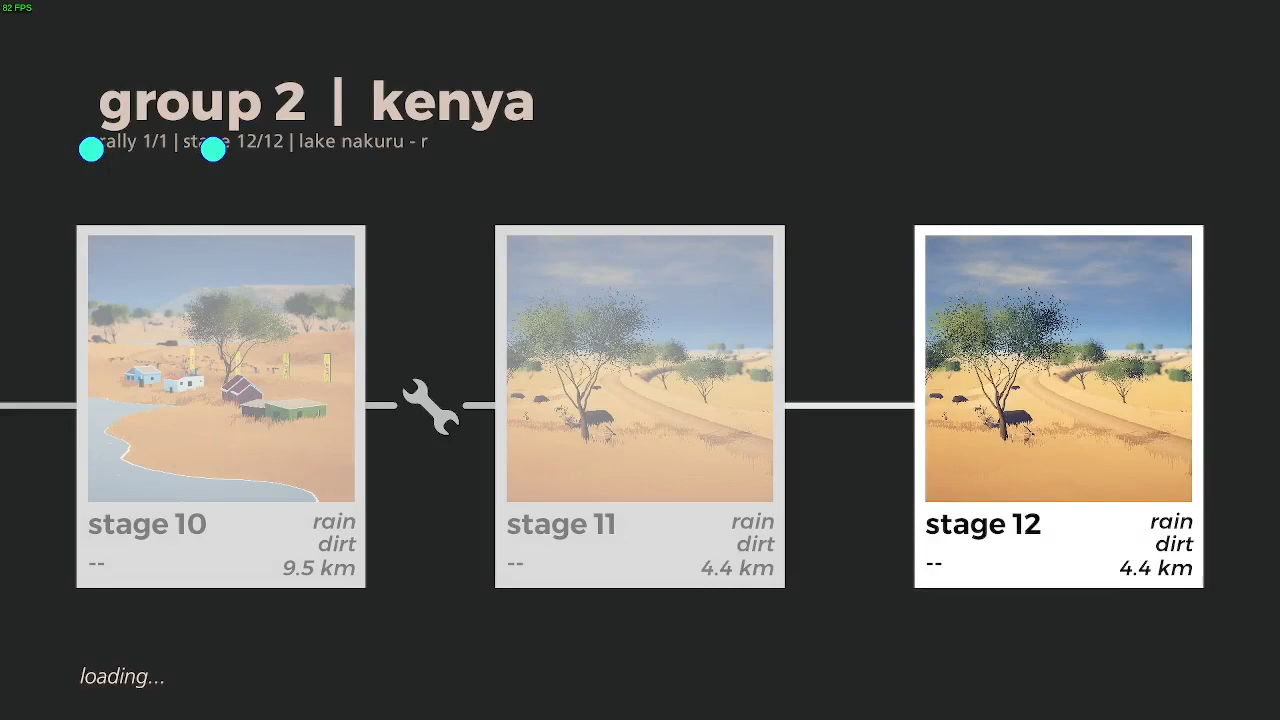 82 FPS
group 2 | kenya
rally 1/1 | stage 12/12 | lake nakuru - r
stage 10
rain
dirt
-- 9.5 km
stage 11
rain
dirt
-- 4.4 km
stage 12
rain
dirt
-- 4.4 km
loading...